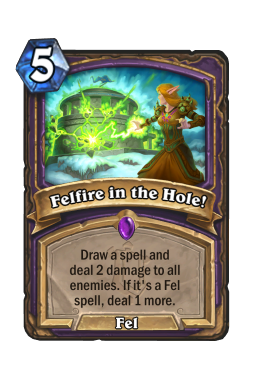 5
Felfire in the Hole!
Draw a spell and
deal 2 damage to all
enemies. If it's a Fel
spell, deal 1 more.
Fel